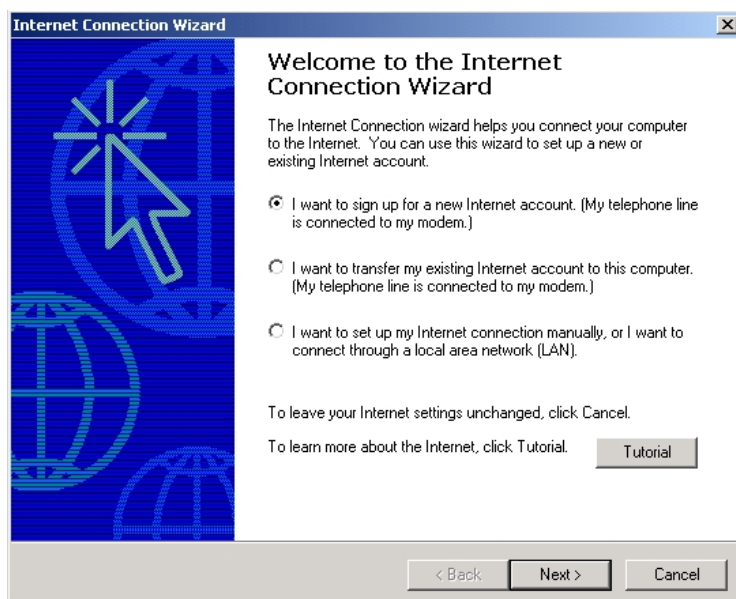 Internet Connection Wizard
Welcome to the Internet
Connection Wizard
The Internet Connection wizard helps you connect your computer
to the Internet. You can use this wizard to set up a new or
existing Internet account.
I want to sign up for a new Internet account. (My telephone line
is connected to my modem.)
I want to transfer my existing Internet account to this computer.
(My telephone line is connected to my modem.)
I want to set up my Internet connection manually, or I want to
connect through a local area network (LAN).
To leave your Internet settings unchanged, click Cancel.
To learn more about the Internet, click Tutorial.
Tutorial
< Back
Next >
Cancel